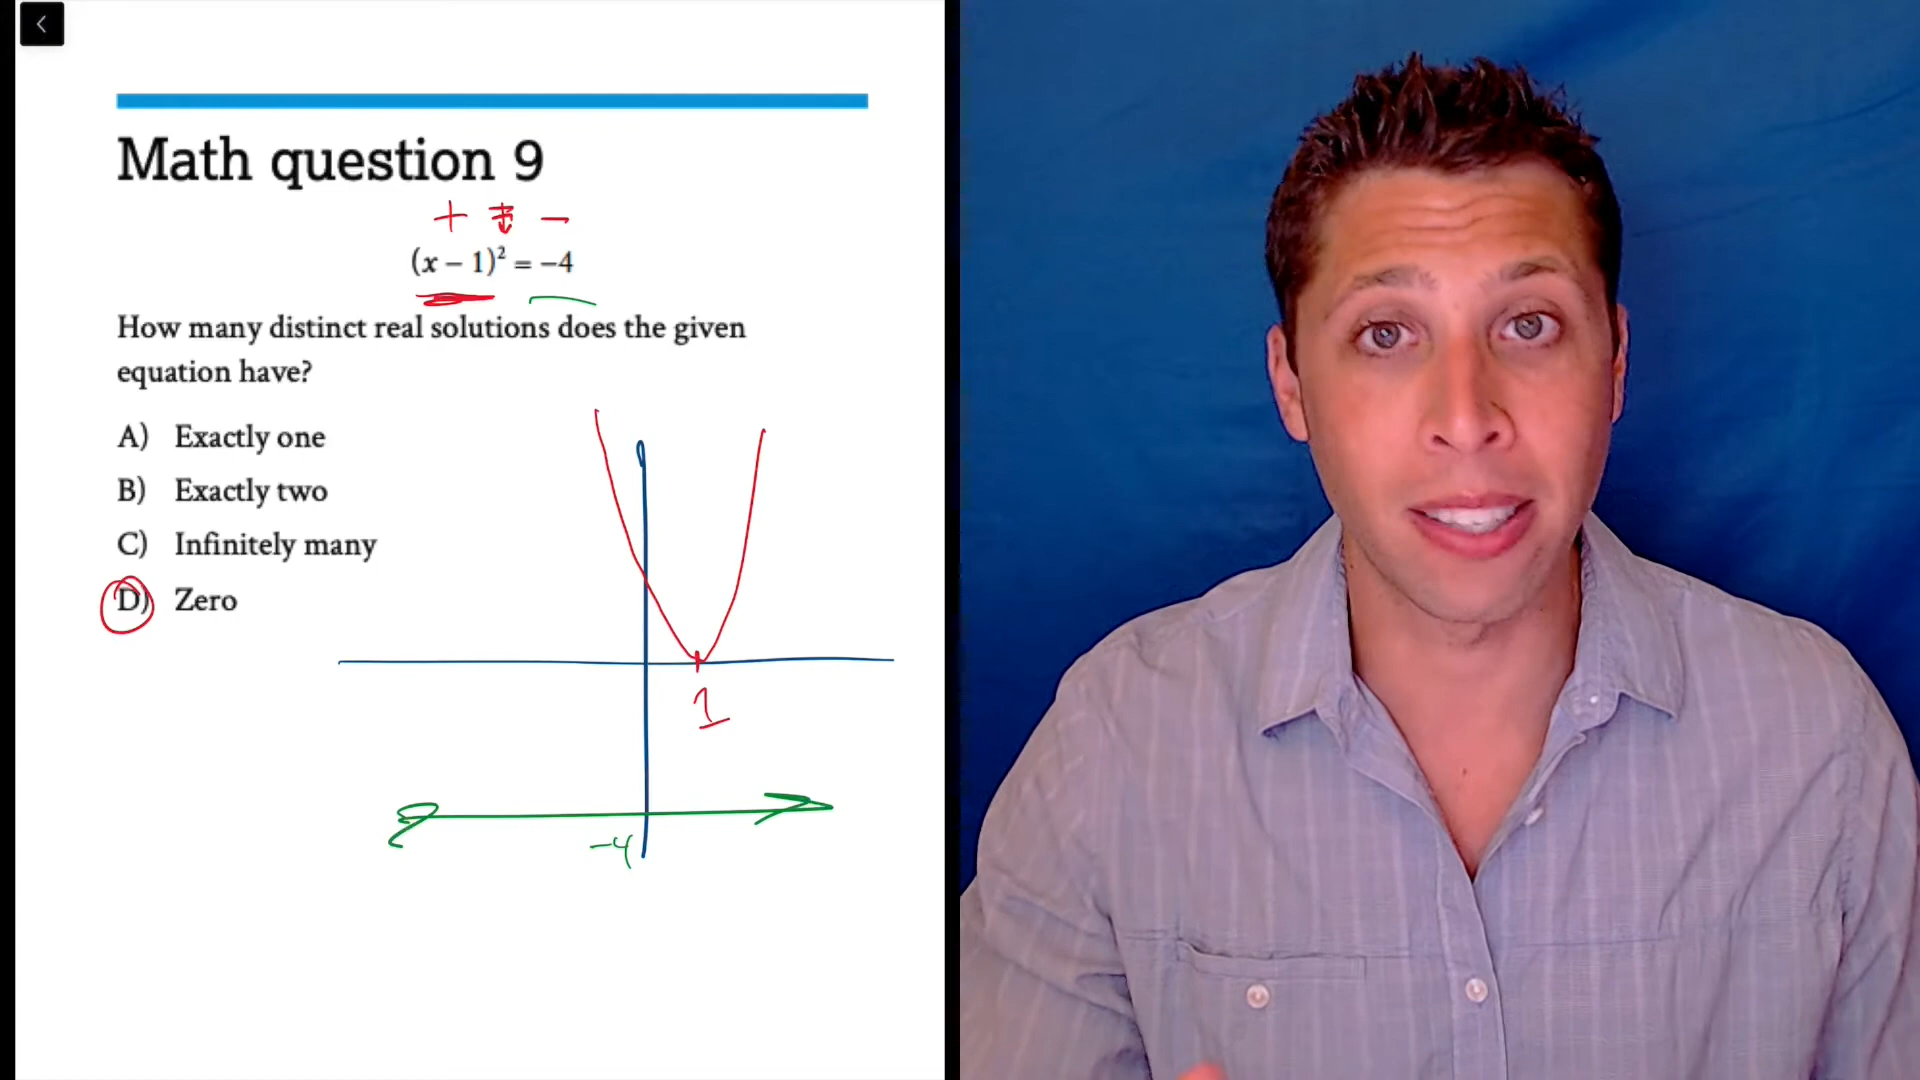 Math question 9
+ ≠ −
(x − 1)² = −4
How many distinct real solutions does the given
equation have?
A) Exactly one
B) Exactly two
C) Infinitely many
D) Zero
1
−4